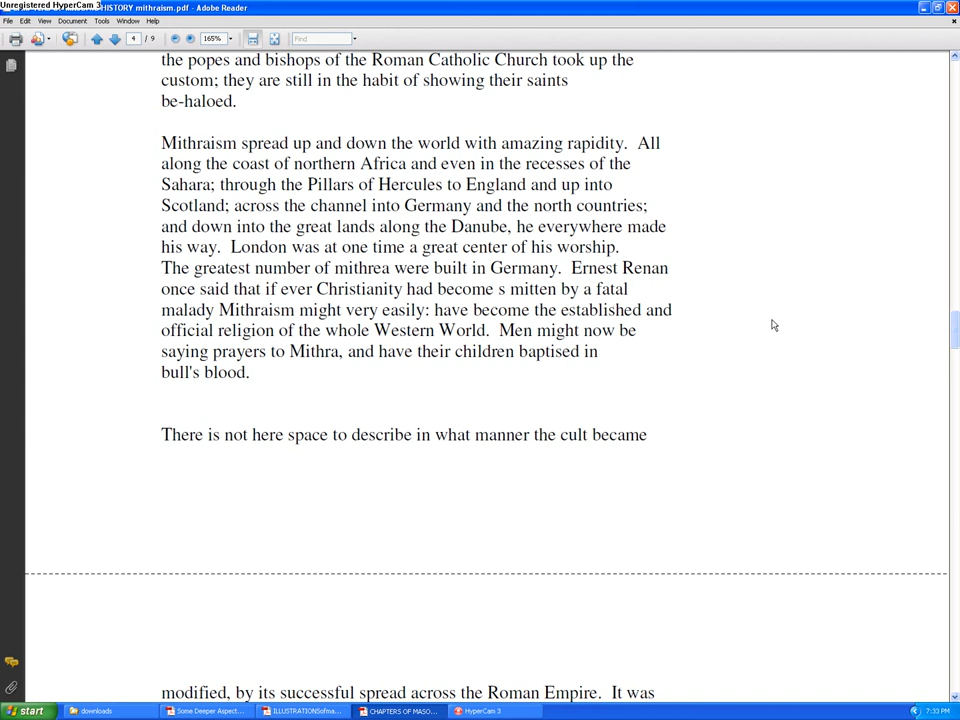 Unregistered HyperCam 3
HISTORY mithraism.pdf - Adobe Reader
File Edit View Document Tools Window Help
4 / 9 165% Find
the popes and bishops of the Roman Catholic Church took up the
custom; they are still in the habit of showing their saints
be-haloed.
Mithraism spread up and down the world with amazing rapidity. All
along the coast of northern Africa and even in the recesses of the
Sahara; through the Pillars of Hercules to England and up into
Scotland; across the channel into Germany and the north countries;
and down into the great lands along the Danube, he everywhere made
his way. London was at one time a great center of his worship.
The greatest number of mithrea were built in Germany. Ernest Renan
once said that if ever Christianity had become s mitten by a fatal
malady Mithraism might very easily: have become the established and
official religion of the whole Western World. Men might now be
saying prayers to Mithra, and have their children baptised in
bull's blood.
There is not here space to describe in what manner the cult became
modified, by its successful spread across the Roman Empire. It was
start downloads Some Deeper Aspect... ILLUSTRATIONSofma... CHAPTERS OF MASO... HyperCam 3 7:33 PM